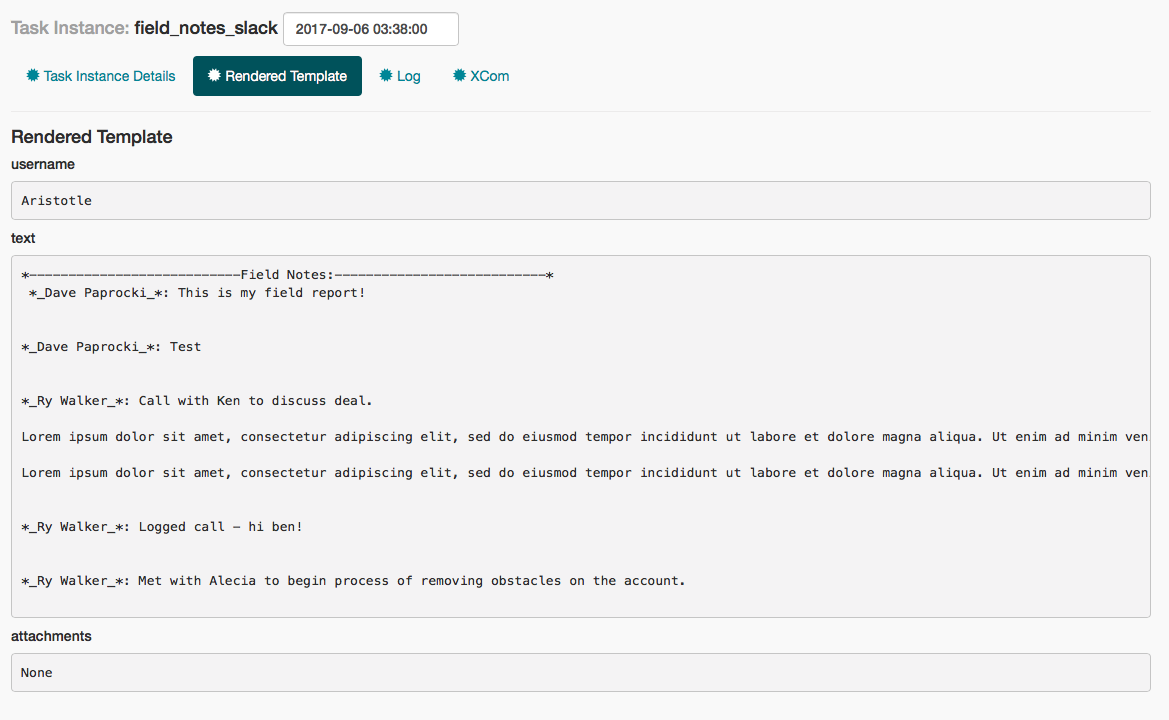 Task Instance: field_notes_slack 2017-09-06 03:38:00
Task Instance Details Rendered Template Log XCom
Rendered Template
username
Aristotle
text
*---------------------------Field Notes:---------------------------*
*_Dave Paprocki_*: This is my field report!
*_Dave Paprocki_*: Test
*_Ry Walker_*: Call with Ken to discuss deal.
Lorem ipsum dolor sit amet, consectetur adipiscing elit, sed do eiusmod tempor incididunt ut labore et dolore magna aliqua. Ut enim ad minim ven
Lorem ipsum dolor sit amet, consectetur adipiscing elit, sed do eiusmod tempor incididunt ut labore et dolore magna aliqua. Ut enim ad minim ven
*_Ry Walker_*: Logged call – hi ben!
*_Ry Walker_*: Met with Alecia to begin process of removing obstacles on the account.
attachments
None